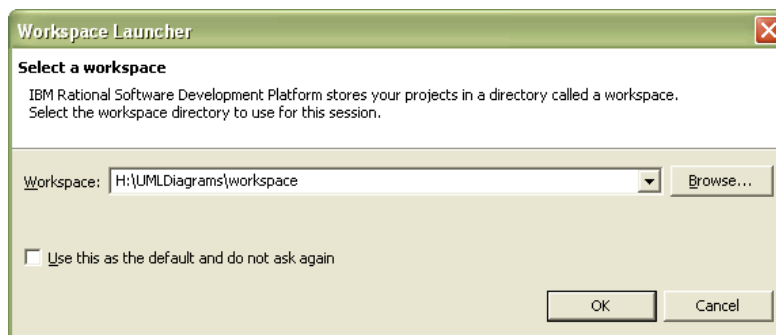 Workspace Launcher
Select a workspace
IBM Rational Software Development Platform stores your projects in a directory called a workspace.
Select the workspace directory to use for this session.
Workspace: H:\UMLDiagrams\workspace Browse...
Use this as the default and do not ask again
OK Cancel